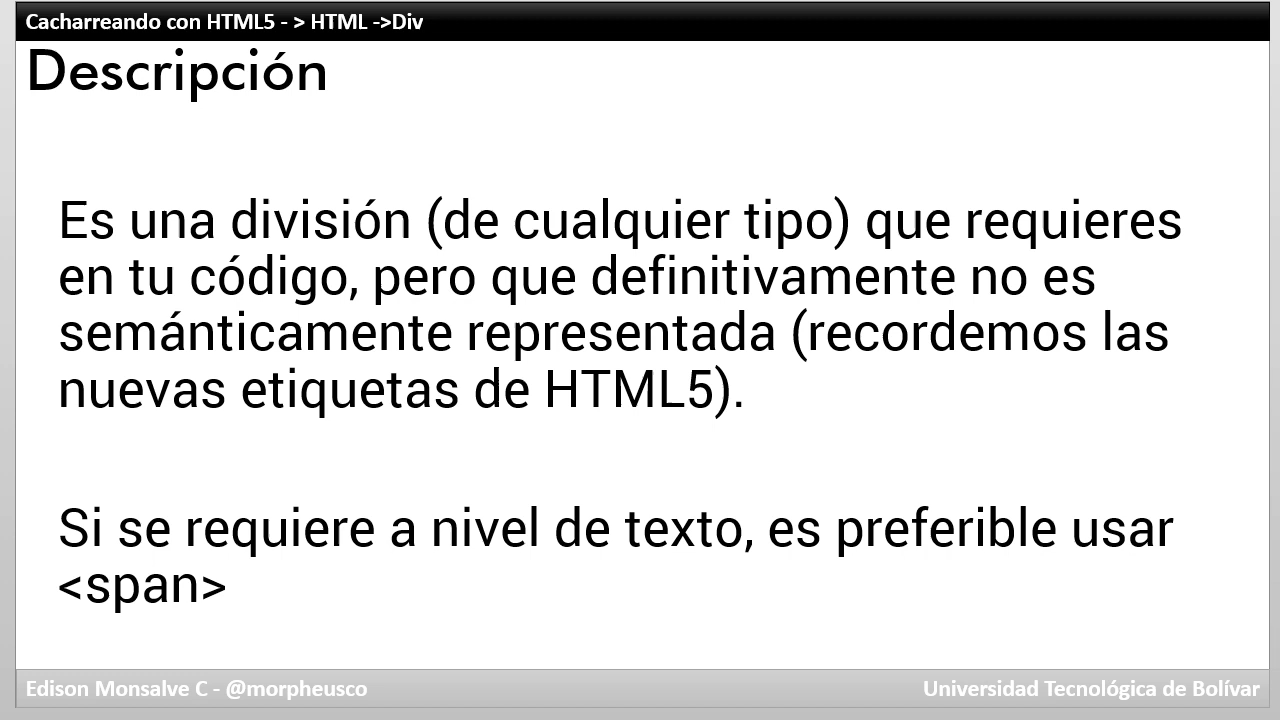 Cacharreando con HTML5 - > HTML ->Div
Descripción
Es una división (de cualquier tipo) que requieres
en tu código, pero que definitivamente no es
semánticamente representada (recordemos las
nuevas etiquetas de HTML5).
Si se requiere a nivel de texto, es preferible usar
<span>
Edison Monsalve C - @morpheusco
Universidad Tecnológica de Bolívar